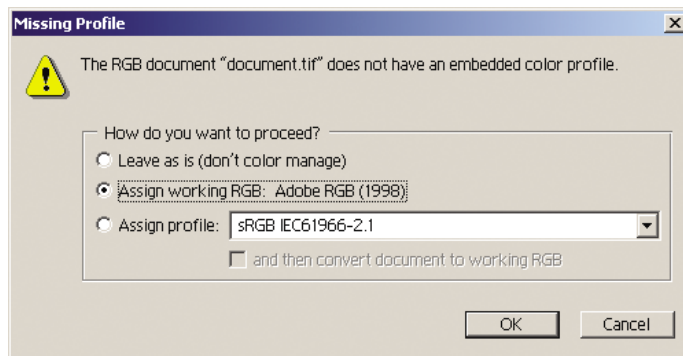 Missing Profile
The RGB document “document.tif” does not have an embedded color profile.
How do you want to proceed?
Leave as is (don't color manage)
Assign working RGB: Adobe RGB (1998)
Assign profile: sRGB IEC61966-2.1
and then convert document to working RGB
OK Cancel